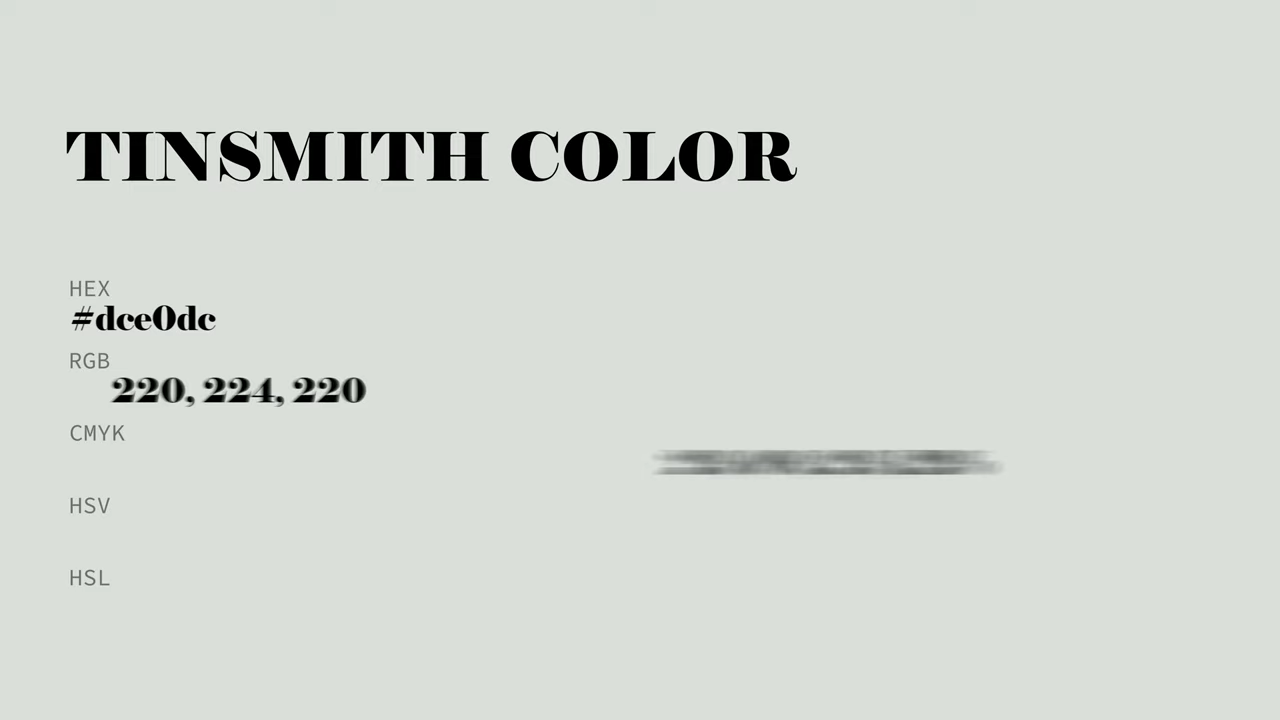 TINSMITH COLOR
HEX
#dce0dc
RGB
220, 224, 220
CMYK
HSV
HSL